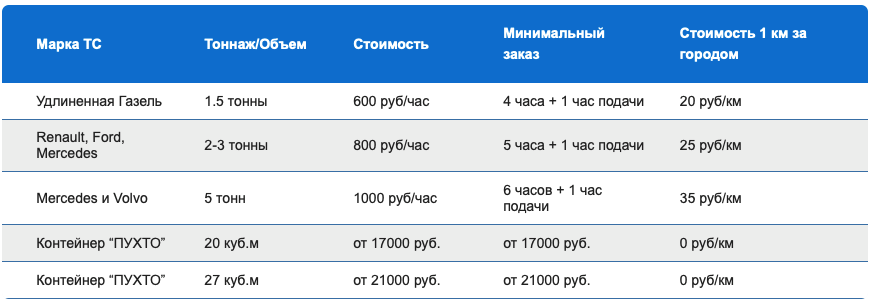 Марка ТС Тоннаж/Объем Стоимость Минимальный заказ Стоимость 1 км за городом
Удлиненная Газель 1.5 тонны 600 руб/час 4 часа + 1 час подачи 20 руб/км
Renault, Ford, Mercedes 2-3 тонны 800 руб/час 5 часа + 1 час подачи 25 руб/км
Mercedes и Volvo 5 тонн 1000 руб/час 6 часов + 1 час подачи 35 руб/км
Контейнер “ПУХТО” 20 куб.м от 17000 руб. от 17000 руб. 0 руб/км
Контейнер “ПУХТО” 27 куб.м от 21000 руб. от 21000 руб. 0 руб/км